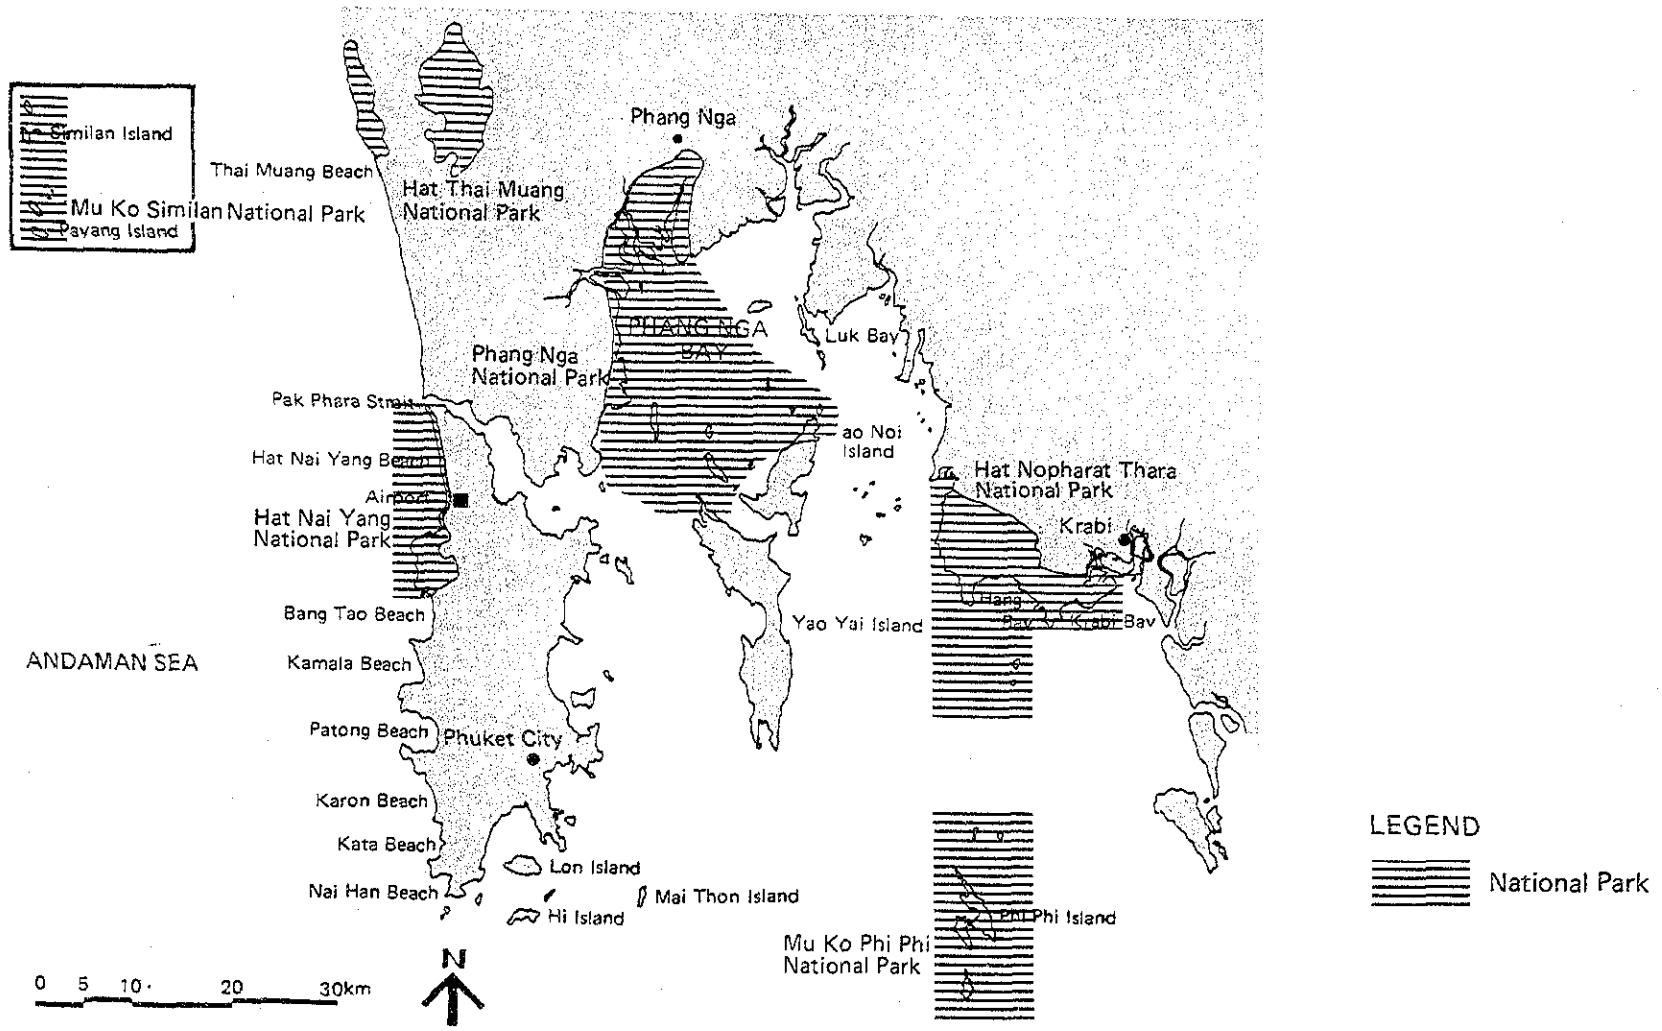 Phang Nga
Similan Island
Thai Muang Beach
Hat Thai Muang
National Park
Mu Ko Similan National Park
Payang Island
PHANG NGA
BAY
Luk Bay
Phang Nga
National Park
Pak Phara Strait
ao Noi
Island
Hat Nai Yang Beach
Hat Nopharat Thara
National Park
Airport
Hat Nai Yang
National Park
Krabi
Hang
Bay
Krabi Bay
Bang Tao Beach
Yao Yai Island
ANDAMAN SEA
Kamala Beach
Patong Beach
Phuket City
Karon Beach
Kata Beach
LEGEND
National Park
Lon Island
Nai Han Beach
Mai Thon Island
Hi Island
Phi Phi Island
Mu Ko Phi Phi
National Park
N
0 5 10 20 30km